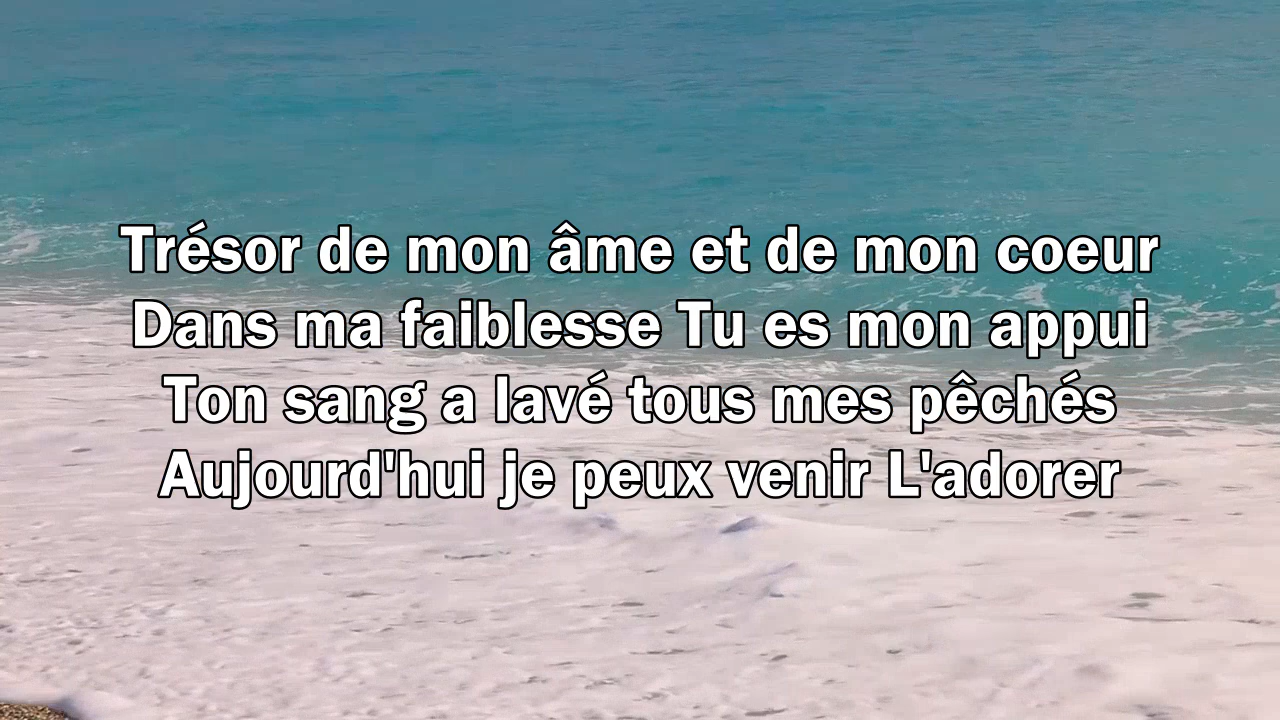 Trésor de mon âme et de mon coeur
Dans ma faiblesse Tu es mon appui
Ton sang a lavé tous mes pêchés
Aujourd'hui je peux venir L'adorer